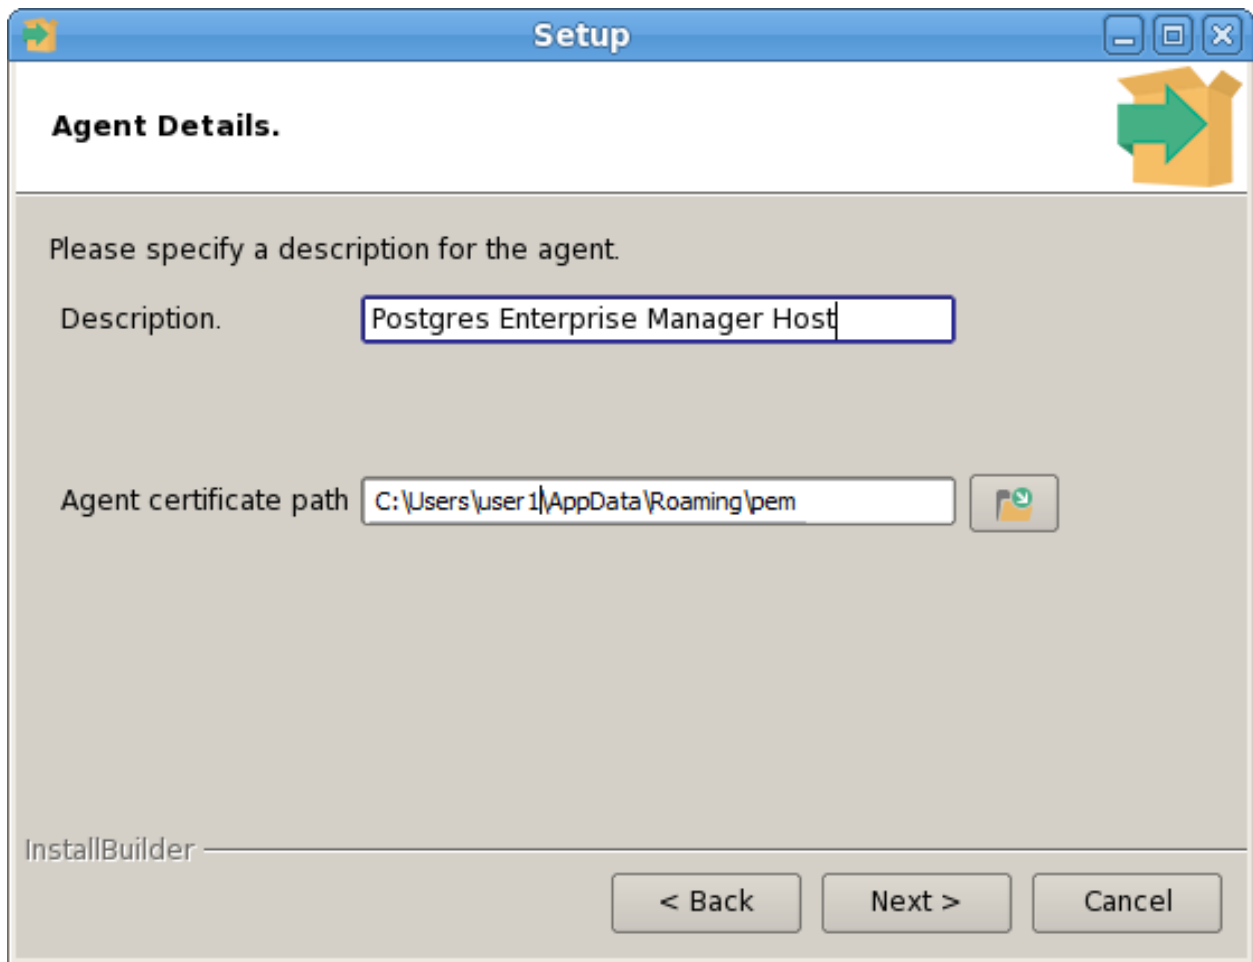 Setup
Agent Details.
Please specify a description for the agent.
Description. Postgres Enterprise Manager Host
Agent certificate path C:\Users\user1\AppData\Roaming\pem
InstallBuilder
< Back Next > Cancel